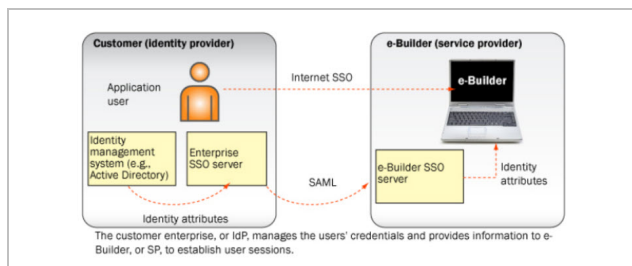 Customer (identity provider)
e-Builder (service provider)
Application
user
Internet SSO
e-Builder
Identity
management
system (e.g.,
Active Directory)
Enterprise
SSO server
SAML
e-Builder SSO
server
Identity
attributes
Identity attributes
The customer enterprise, or IdP, manages the users' credentials and provides information to e-
Builder, or SP, to establish user sessions.